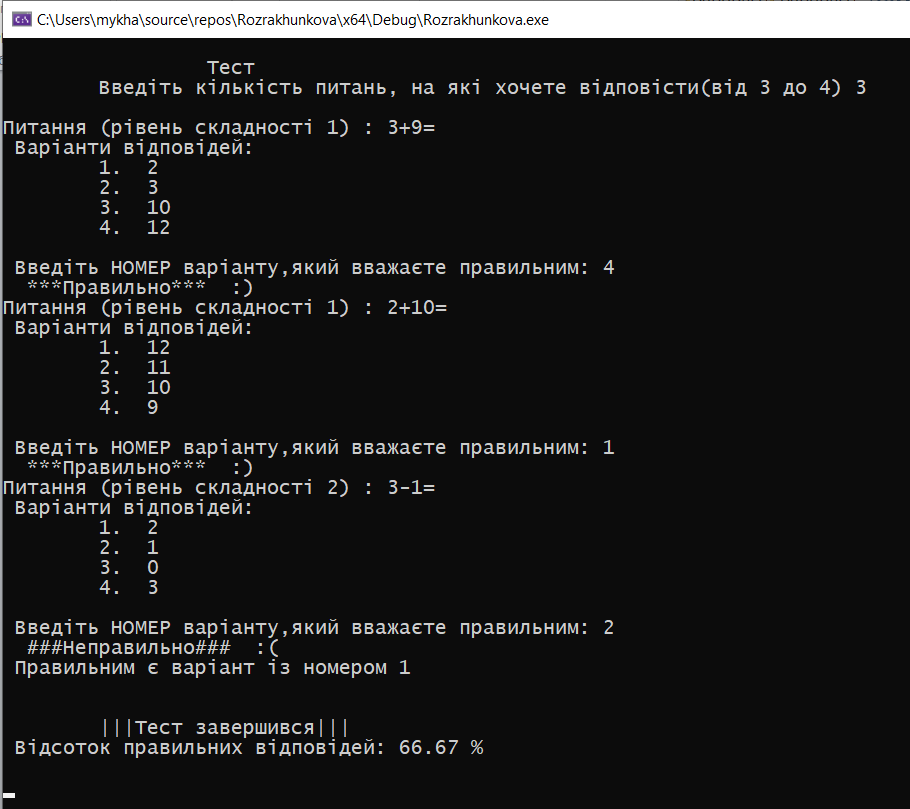 C:\Users\mykha\source\repos\Rozrakhunkova\x64\Debug\Rozrakhunkova.exe
Тест
Введіть кількість питань, на які хочете відповісти(від 3 до 4) 3
Питання (рівень складності 1) : 3+9=
Варіанти відповідей:
1. 2
2. 3
3. 10
4. 12
Введіть НОМЕР варіанту,який вважаєте правильним: 4
***Правильно*** :)
Питання (рівень складності 1) : 2+10=
Варіанти відповідей:
1. 12
2. 11
3. 10
4. 9
Введіть НОМЕР варіанту,який вважаєте правильним: 1
***Правильно*** :)
Питання (рівень складності 2) : 3-1=
Варіанти відповідей:
1. 2
2. 1
3. 0
4. 3
Введіть НОМЕР варіанту,який вважаєте правильним: 2
###Неправильно### :(
Правильним є варіант із номером 1
|||Тест завершився|||
Відсоток правильних відповідей: 66.67 %